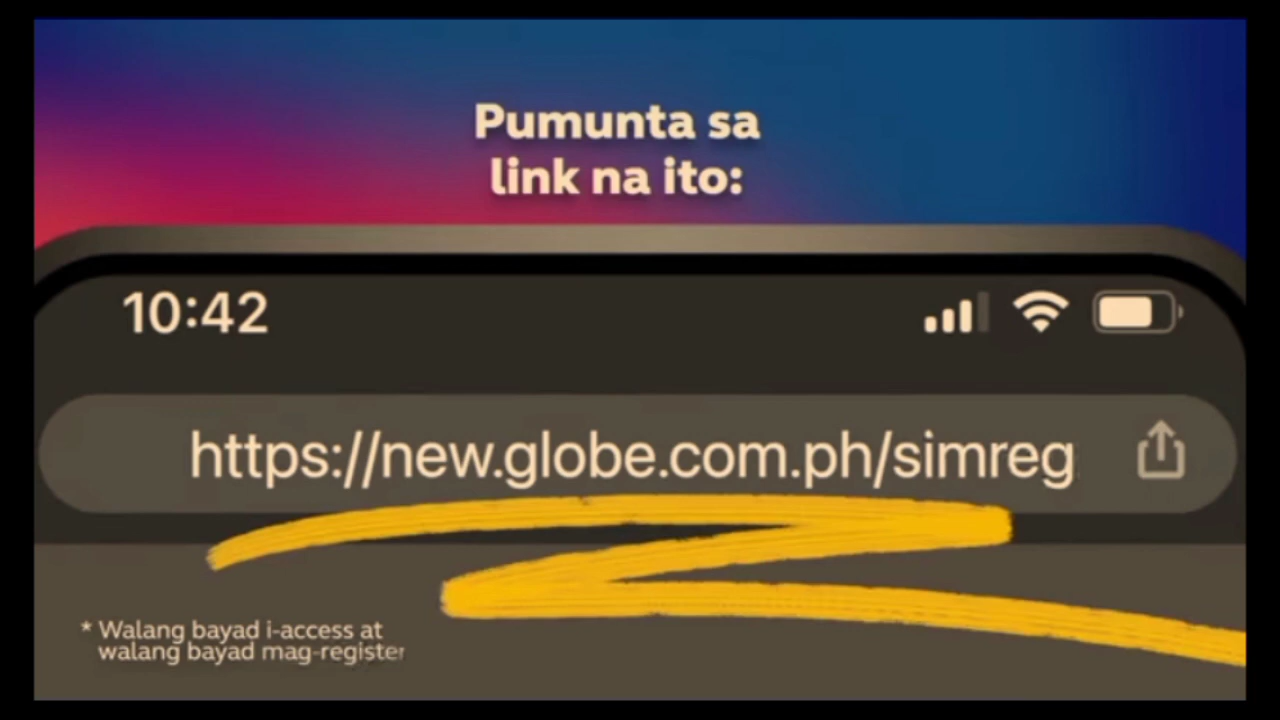 Pumunta sa
link na ito:
10:42
https://new.globe.com.ph/simreg
* Walang bayad i-access at
walang bayad mag-register